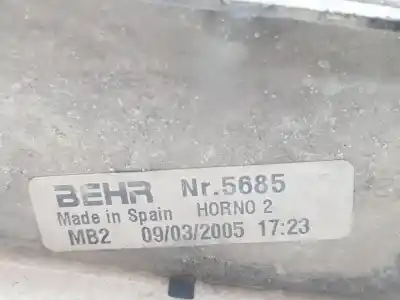 BEHR Nr.5685
Made in Spain HORNO 2
MB2 09/03/2005 17:23